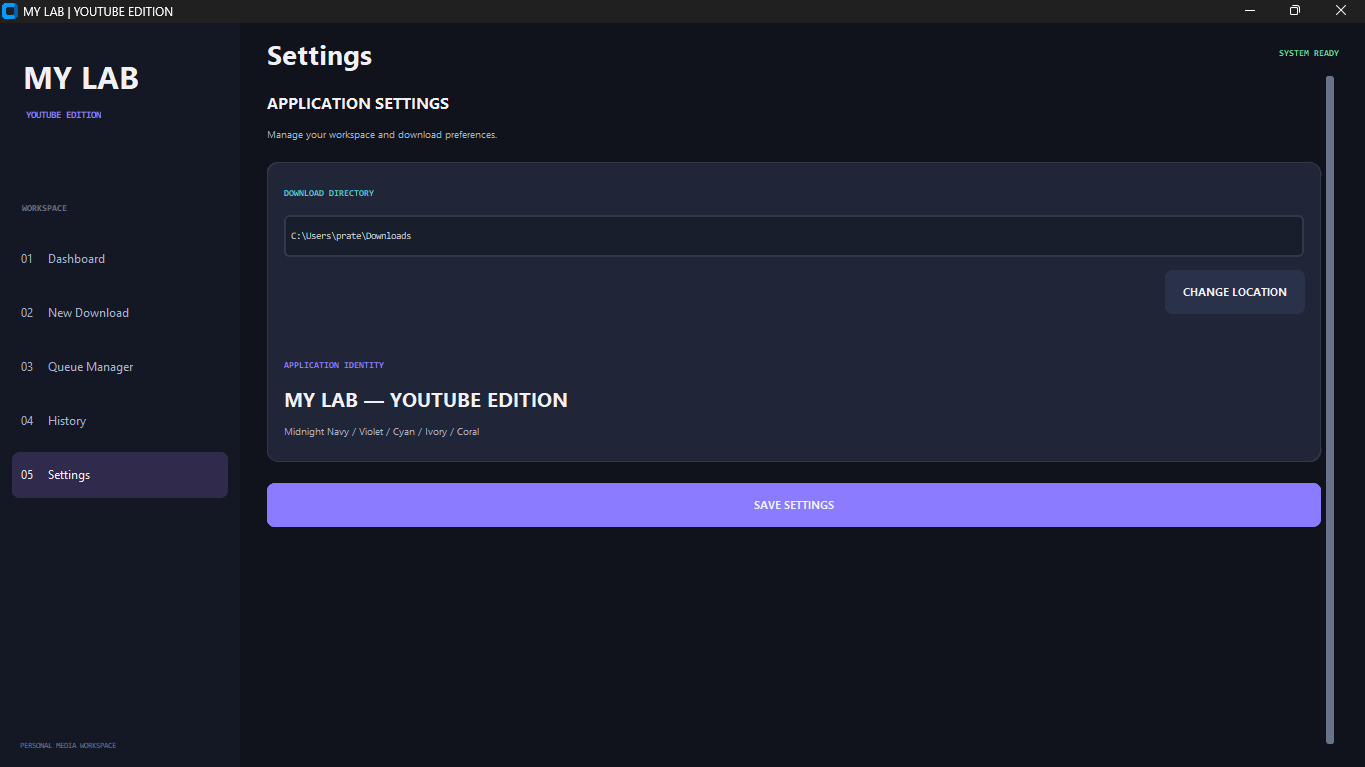 MY LAB | YOUTUBE EDITION
MY LAB
YOUTUBE EDITION
WORKSPACE
01 Dashboard
02 New Download
03 Queue Manager
04 History
05 Settings
PERSONAL MEDIA WORKSPACE
Settings
SYSTEM READY
APPLICATION SETTINGS
Manage your workspace and download preferences.
DOWNLOAD DIRECTORY
C:\Users\prate\Downloads
CHANGE LOCATION
APPLICATION IDENTITY
MY LAB — YOUTUBE EDITION
Midnight Navy / Violet / Cyan / Ivory / Coral
SAVE SETTINGS